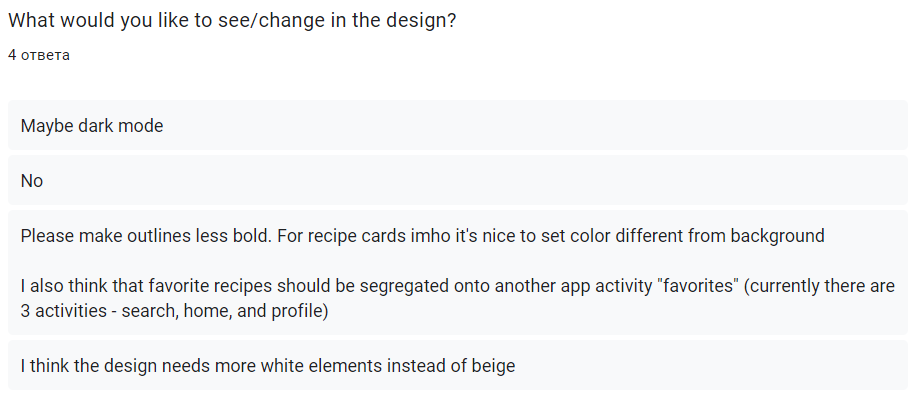 What would you like to see/change in the design?
4 ответа
Maybe dark mode
No
Please make outlines less bold. For recipe cards imho it's nice to set color different from background
I also think that favorite recipes should be segregated onto another app activity "favorites" (currently there are
3 activities - search, home, and profile)
I think the design needs more white elements instead of beige